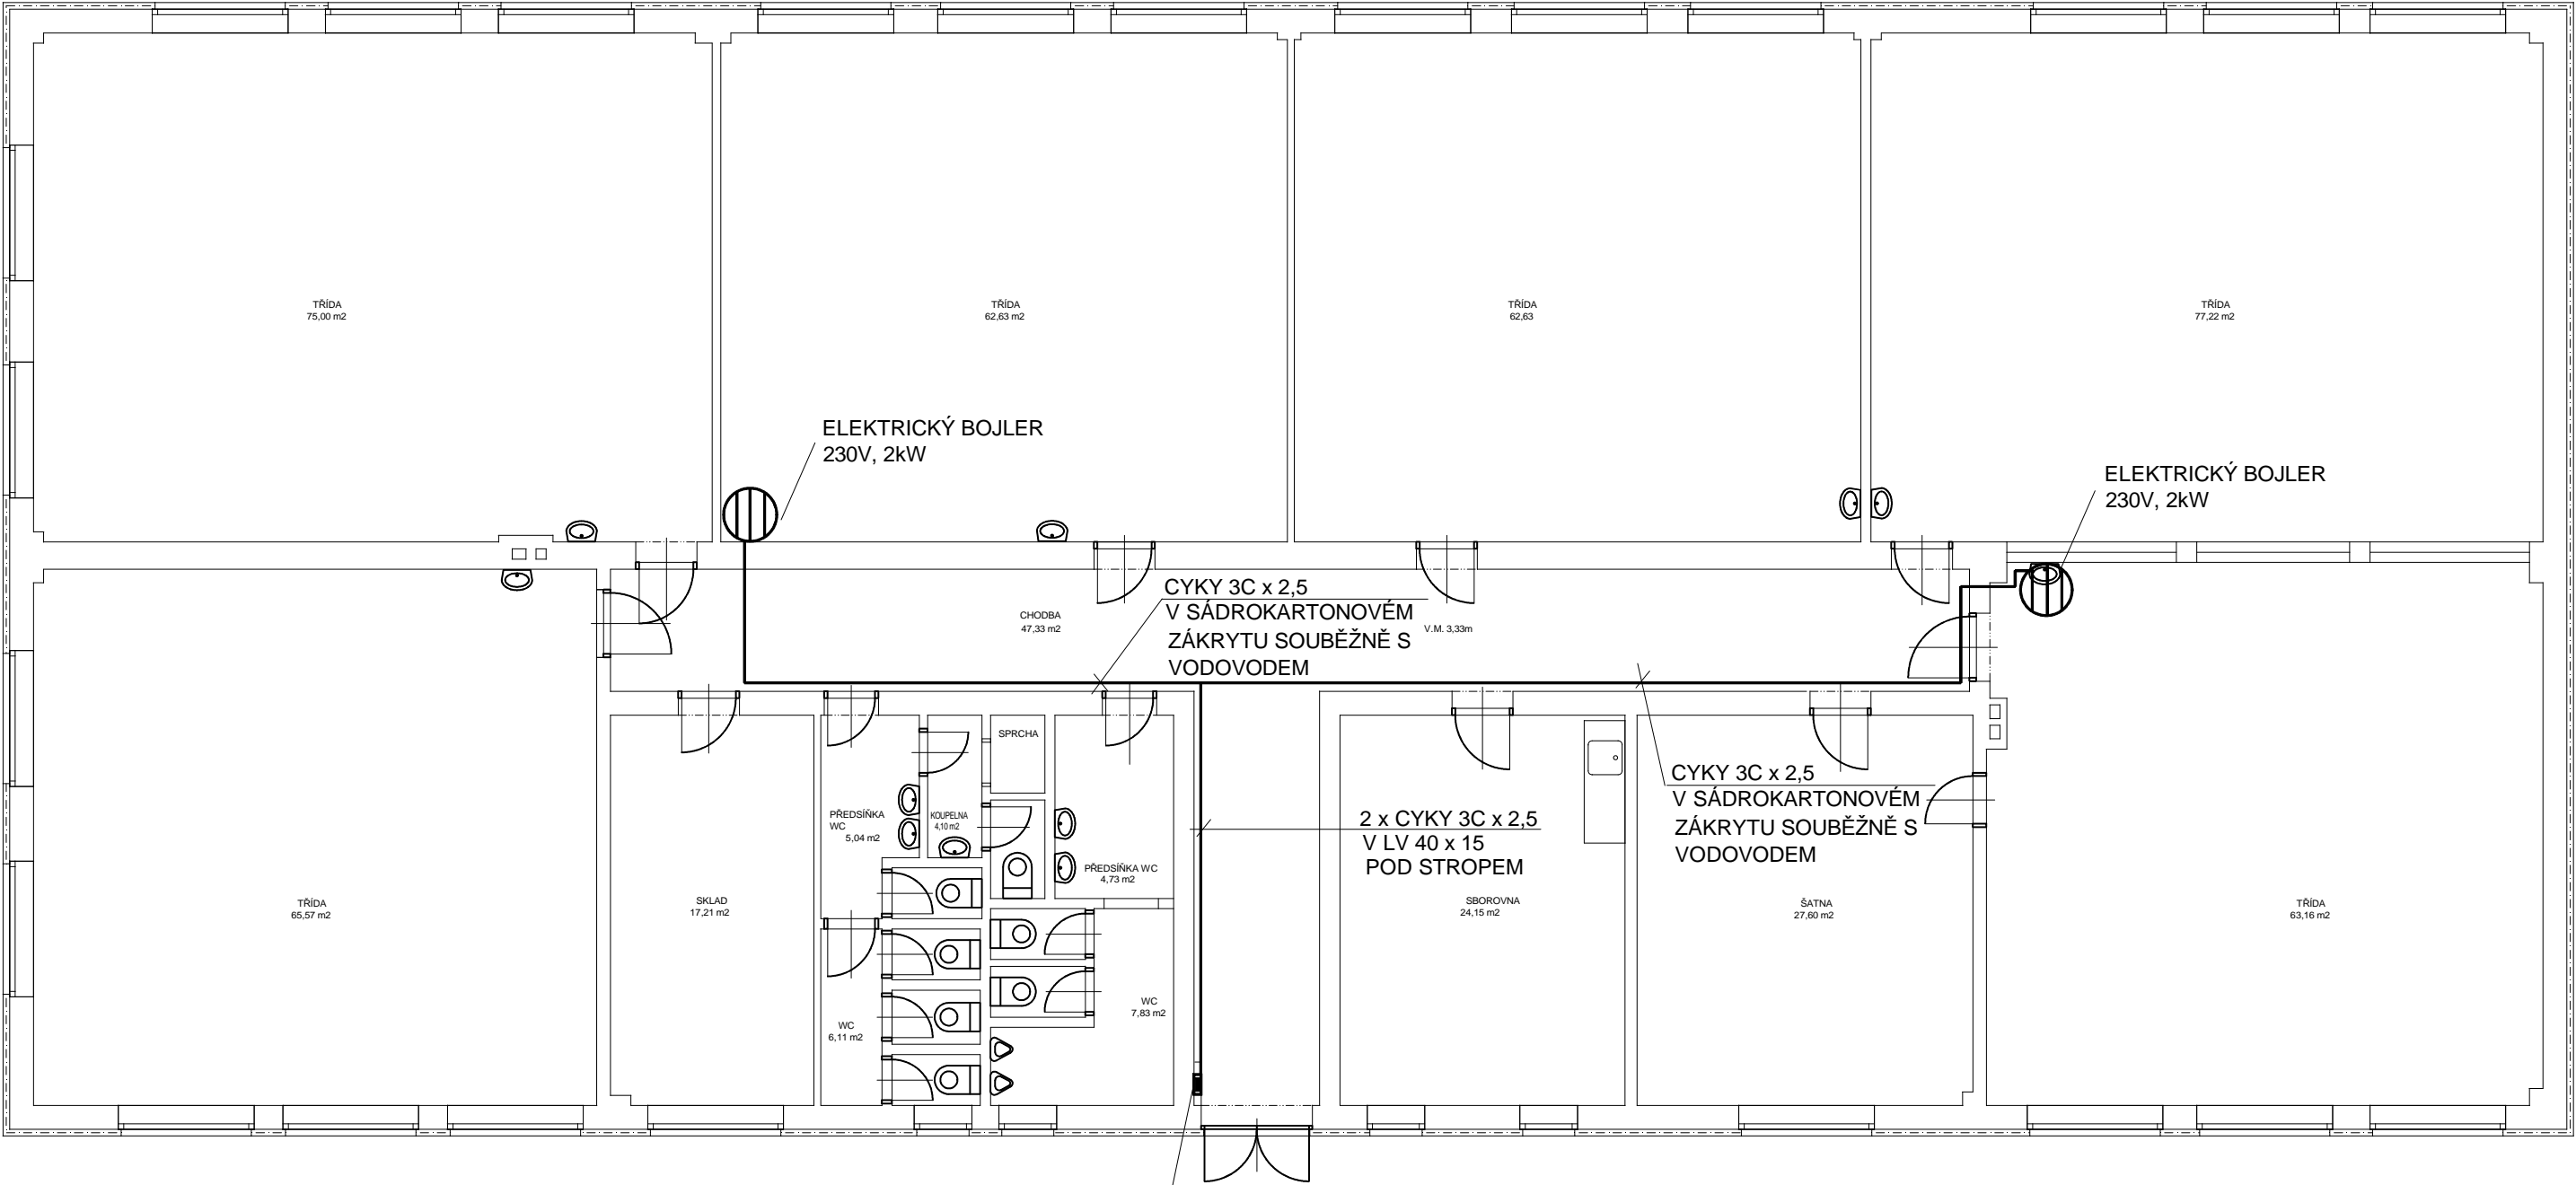 TŘÍDA
75,00 m2
TŘÍDA
62,63 m2
TŘÍDA
62,63
TŘÍDA
77,22 m2
ELEKTRICKÝ BOJLER
230V, 2kW
ELEKTRICKÝ BOJLER
230V, 2kW
CHODBA
47,33 m2
CYKY 3C x 2,5
V SÁDROKARTONOVÉM
ZÁKRYTU SOUBĚŽNĚ S
VODOVODEM
V.M. 3,33m
SPRCHA
PŘEDSÍŇKA
WC
5,04 m2
KOUPELNA
4,10 m2
PŘEDSÍŇKA WC
4,73 m2
2 x CYKY 3C x 2,5
V LV 40 x 15
POD STROPEM
CYKY 3C x 2,5
V SÁDROKARTONOVÉM
ZÁKRYTU SOUBĚŽNĚ S
VODOVODEM
TŘÍDA
65,57 m2
SKLAD
17,21 m2
SBOROVNA
24,15 m2
ŠATNA
27,60 m2
TŘÍDA
63,16 m2
WC
6,11 m2
WC
7,83 m2